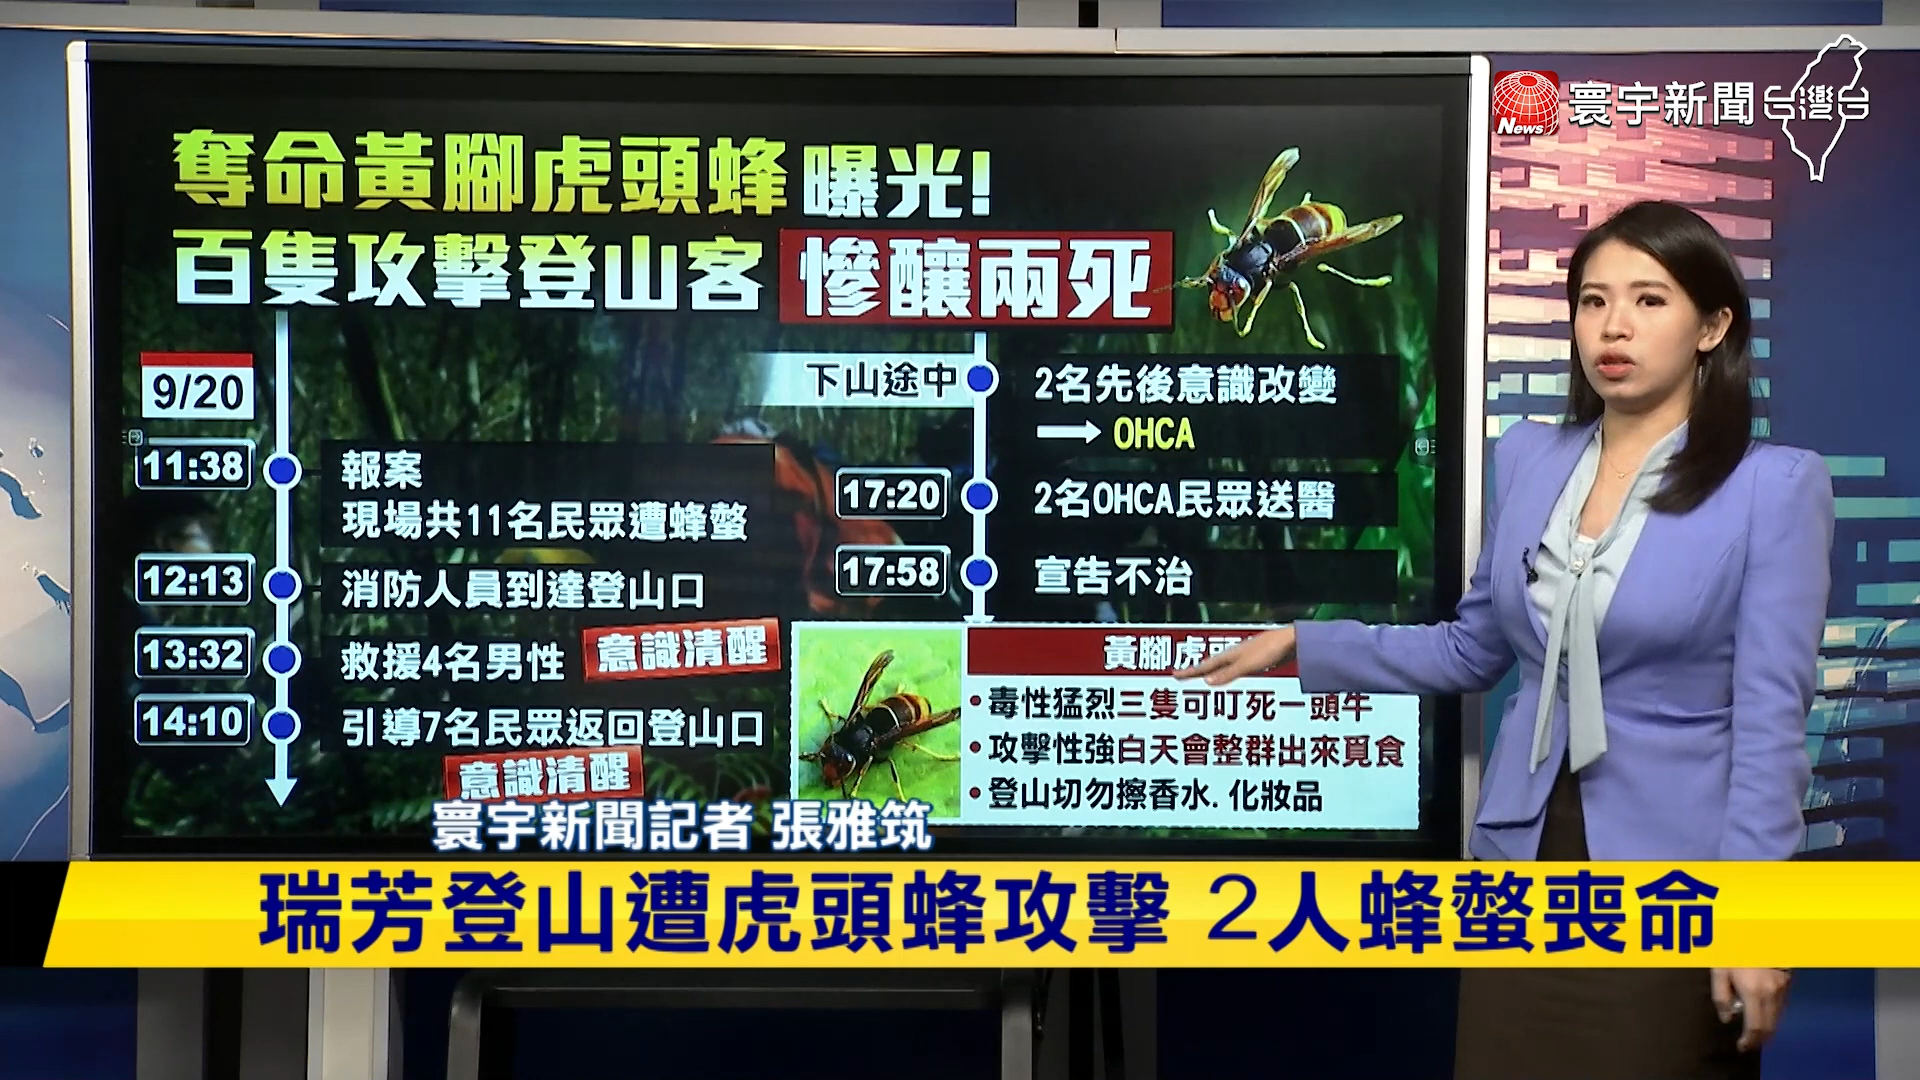 News
寰宇新聞
台灣台
奪命黃腳虎頭蜂曝光!
百隻攻擊登山客 慘釀兩死
9/20
11:38
報案
現場共11名民眾遭蜂螫
12:13
消防人員到達登山口
13:32
救援4名男性 意識清醒
14:10
引導7名民眾返回登山口
意識清醒
下山途中
2名先後意識改變
OHCA
17:20
2名OHCA民眾送醫
17:58
宣告不治
黃腳虎頭
•毒性猛烈三隻可叮死一頭牛
•攻擊性強白天會整群出來覓食
•登山切勿擦香水.化妝品
寰宇新聞記者 張雅筑
瑞芳登山遭虎頭蜂攻擊 2人蜂螫喪命